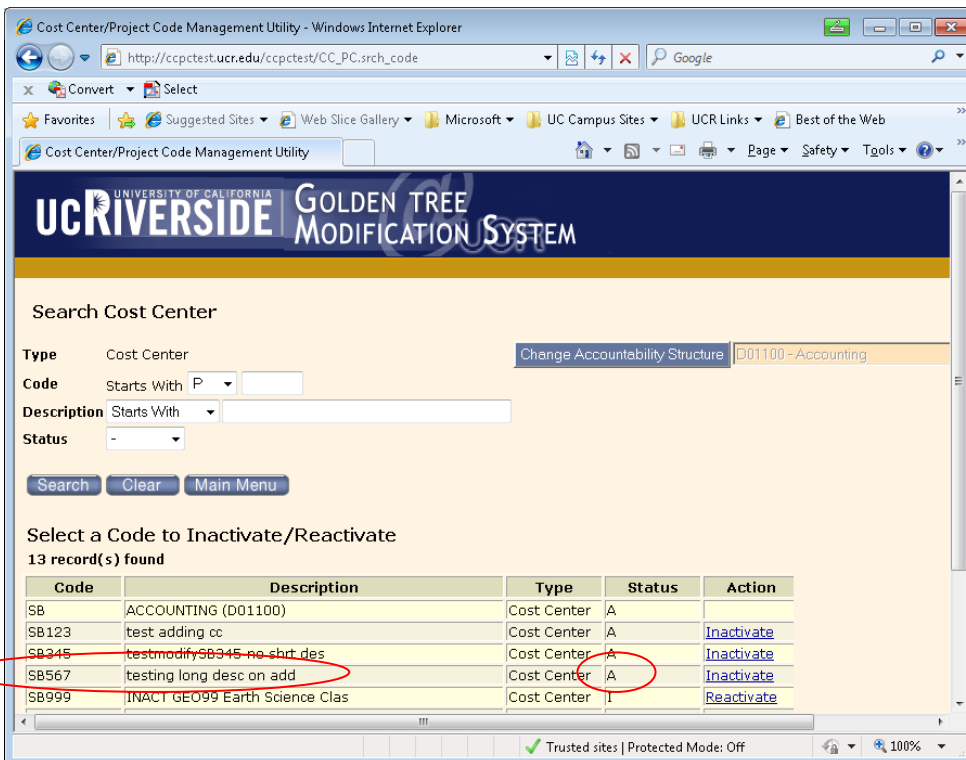 Cost Center/Project Code Management Utility - Windows Internet Explorer
http://ccpctest.ucr.edu/ccpctest/CC_PC.srch_code
Google
x Convert Select
Favorites Suggested Sites Web Slice Gallery Microsoft UC Campus Sites UCR Links Best of the Web
Cost Center/Project Code Management Utility
Page Safety Tools
UNIVERSITY OF CALIFORNIA
UCRIVERSIDE
GOLDEN TREE
MODIFICATION SYSTEM
@UCR
Search Cost Center
Type Cost Center Change Accountability Structure D01100 - Accounting
Code Starts With P
Description Starts With
Status -
Search Clear Main Menu
Select a Code to Inactivate/Reactivate
13 record(s) found
Code Description Type Status Action
SB ACCOUNTING (D01100) Cost Center A
SB123 test adding cc Cost Center A Inactivate
SB345 testmodifySB345 no shrt des Cost Center A Inactivate
SB567 testing long desc on add Cost Center A Inactivate
SB999 INACT GEO99 Earth Science Clas Cost Center I Reactivate
Trusted sites | Protected Mode: Off 100%